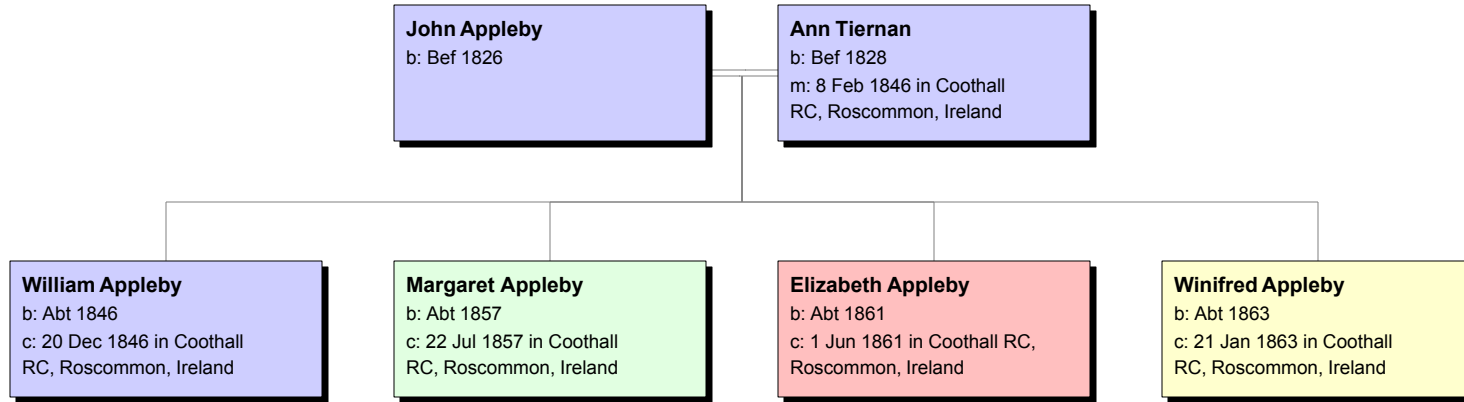 John Appleby
b: Bef 1826
Ann Tiernan
b: Bef 1828
m: 8 Feb 1846 in Coothall
RC, Roscommon, Ireland
William Appleby
b: Abt 1846
c: 20 Dec 1846 in Coothall
RC, Roscommon, Ireland
Margaret Appleby
b: Abt 1857
c: 22 Jul 1857 in Coothall
RC, Roscommon, Ireland
Elizabeth Appleby
b: Abt 1861
c: 1 Jun 1861 in Coothall RC,
Roscommon, Ireland
Winifred Appleby
b: Abt 1863
c: 21 Jan 1863 in Coothall
RC, Roscommon, Ireland